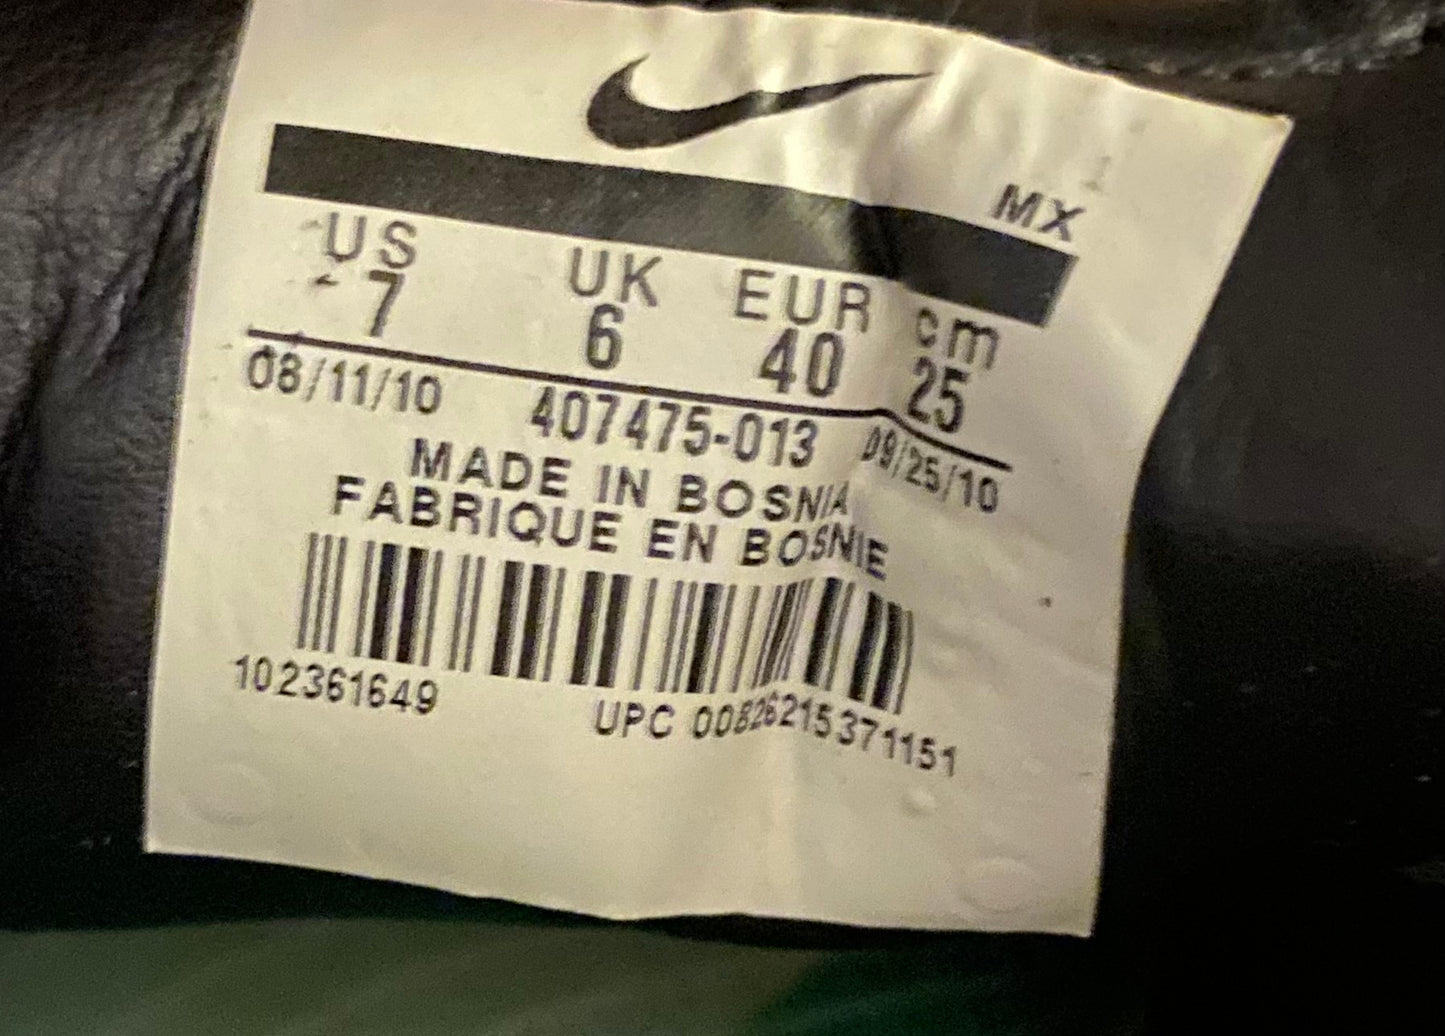 MX
US UK EUR cm
7 6 40 25
08/11/10 407475-013 09/25/10
MADE IN BOSNIA
FABRIQUE EN BOSNIE
102361649 UPC 00826215371151